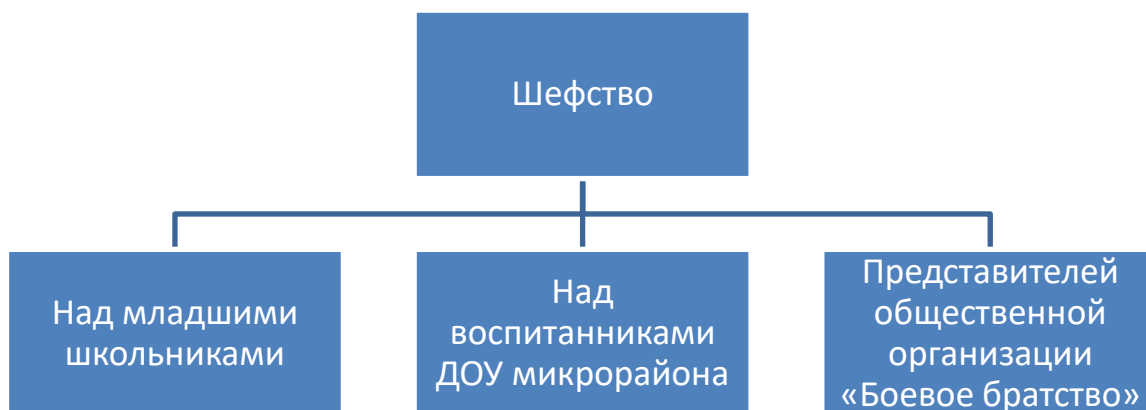 Шефство
Над младшими
школьниками
Над
воспитанниками
ДОУ микрорайона
Представителей
общественной
организации
«Боевое братство»